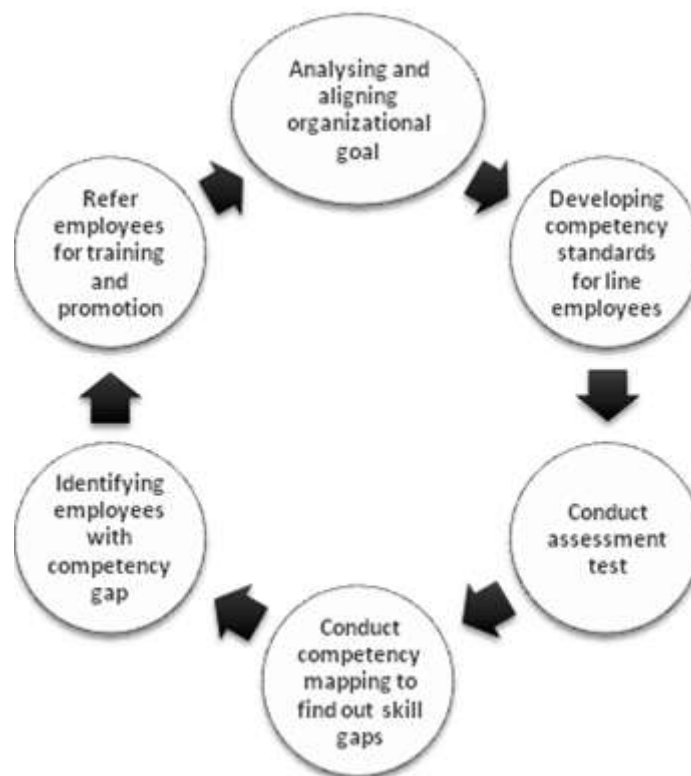 Analysing and
aligning
organizational
goal
Developing
competency
standards
for line
employees
Conduct
assessment
test
Conduct
competency
mapping to
find out skill
gaps
Identifying
employees
with
competency
gap
Refer
employees
for training
and
promotion